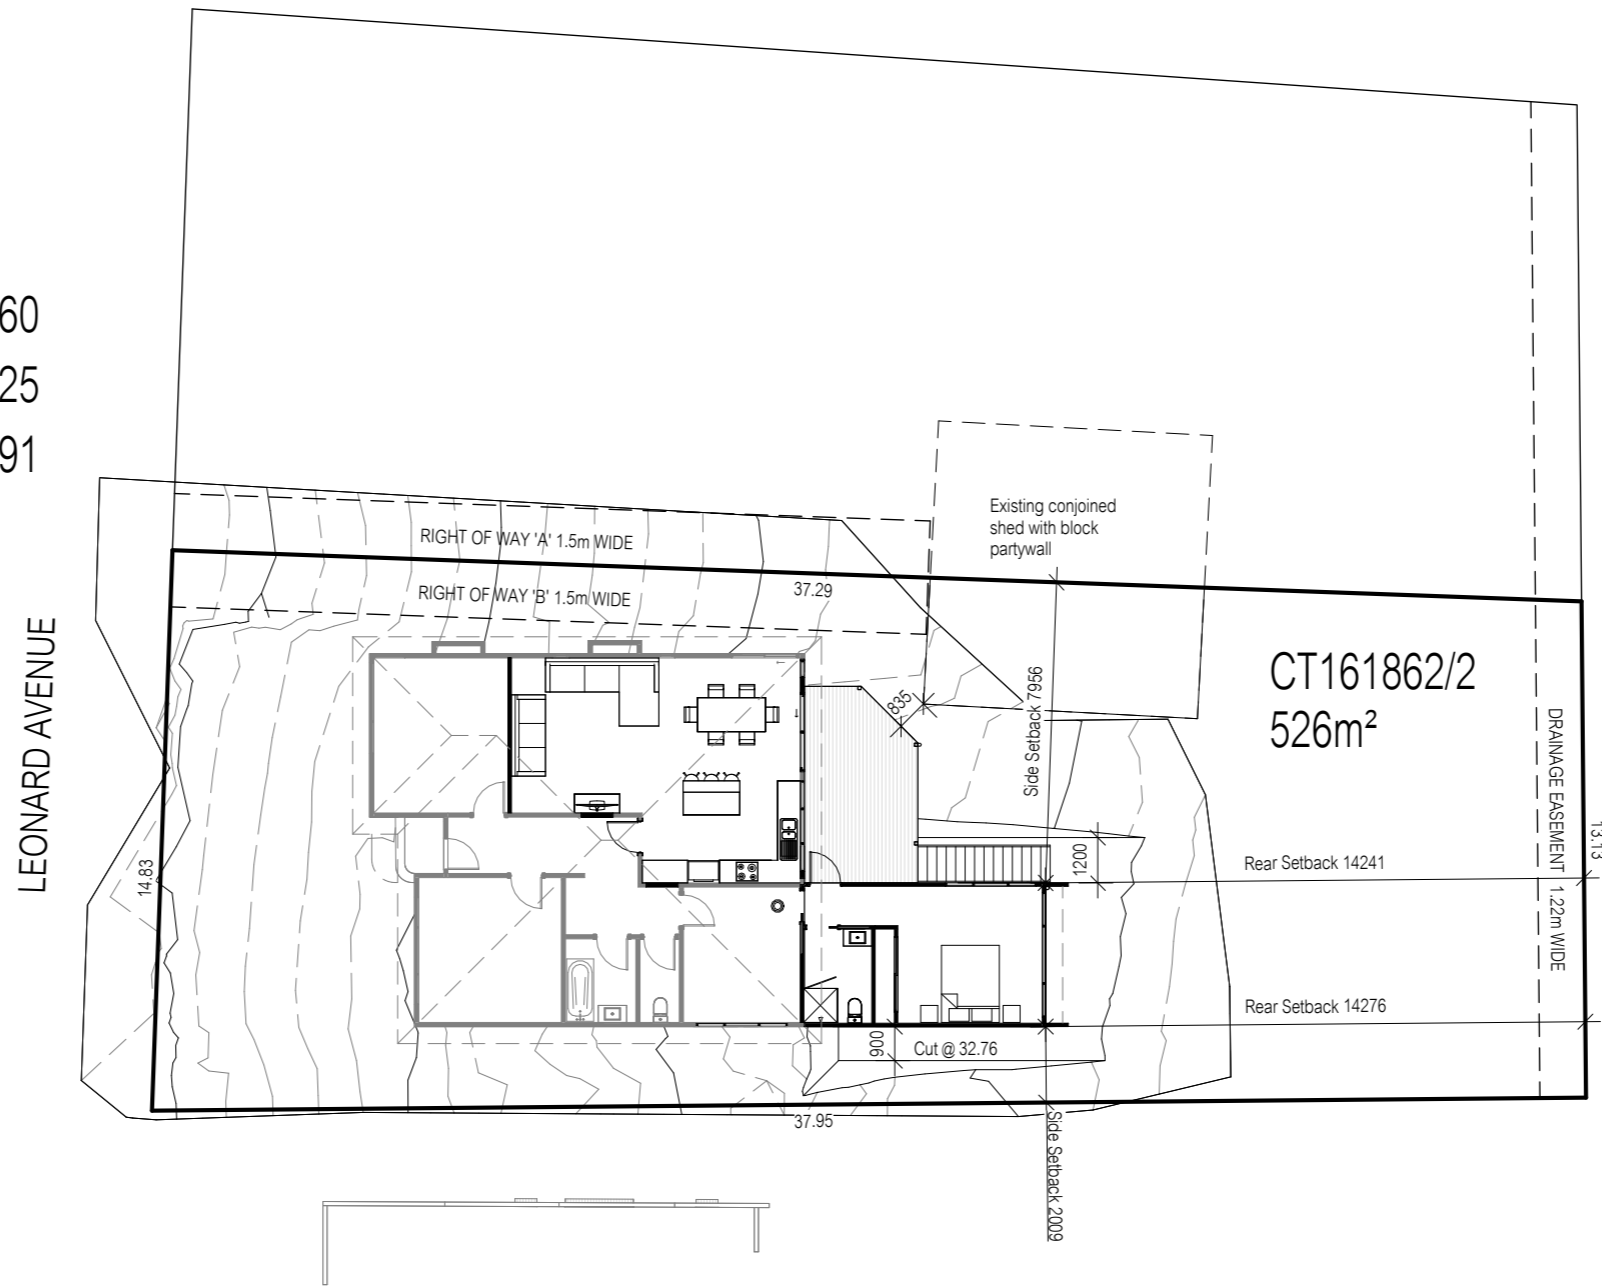 60
25
91
LEONARD AVENUE
RIGHT OF WAY 'A' 1.5m WIDE
RIGHT OF WAY 'B' 1.5m WIDE
37.29
Existing conjoined
shed with block
partywall
Side Setback 7956
835
CT161862/2
526m²
DRAINAGE EASEMENT 1.22m WIDE
13.13
14.83
1200
Rear Setback 14241
Rear Setback 14276
900
Cut @ 32.76
37.95
Side Setback 2009